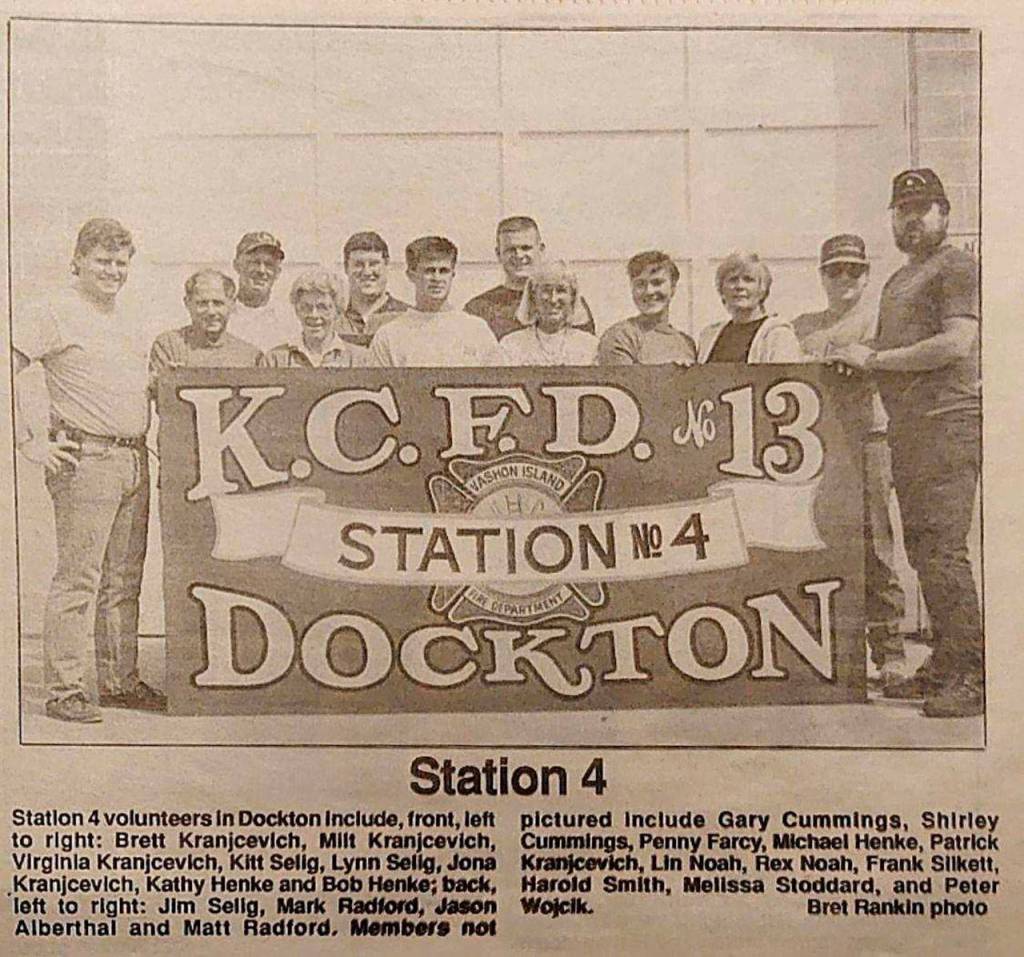 K.C.F.D. No 13
VASHON ISLAND
STATION No 4
FIRE DEPARTMENT
DOCKTON
Station 4
Station 4 volunteers in Dockton include, front, left
to right: Brett Kranjcevich, Milt Kranjcevich,
Virginia Kranjcevich, Kitt Selig, Lynn Selig, Jona
Kranjcevich, Kathy Henke and Bob Henke; back,
left to right: Jim Selig, Mark Radford, Jason
Alberthal and Matt Radford. Members not
pictured include Gary Cummings, Shirley
Cummings, Penny Farcy, Michael Henke, Patrick
Kranjcevich, Lin Noah, Rex Noah, Frank Silkett,
Harold Smith, Melissa Stoddard, and Peter
Wojcik.
Bret Rankin photo